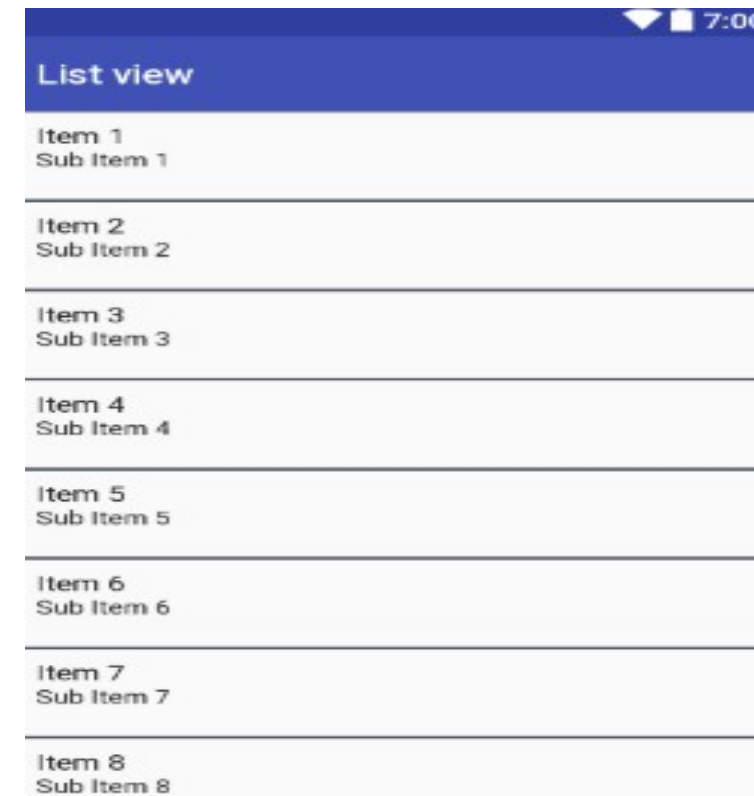 7:00
List view
Item 1
Sub Item 1
Item 2
Sub Item 2
Item 3
Sub Item 3
Item 4
Sub Item 4
Item 5
Sub Item 5
Item 6
Sub Item 6
Item 7
Sub Item 7
Item 8
Sub Item 8